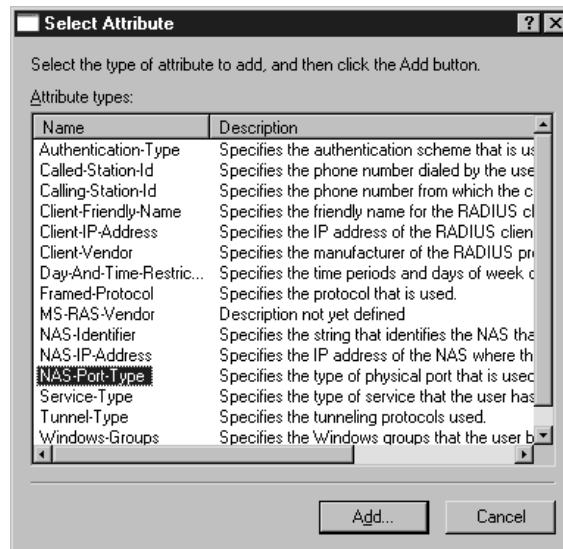 Select Attribute
Select the type of attribute to add, and then click the Add button.
Attribute types:
Name Description
Authentication-Type Specifies the authentication scheme that is us
Called-Station-Id Specifies the phone number dialed by the use
Calling-Station-Id Specifies the phone number from which the c
Client-Friendly-Name Specifies the friendly name for the RADIUS cl
Client-IP-Address Specifies the IP address of the RADIUS clien
Client-Vendor Specifies the manufacturer of the RADIUS pr
Day-And-Time-Restric... Specifies the time periods and days of week o
Framed-Protocol Specifies the protocol that is used.
MS-RAS-Vendor Description not yet defined
NAS-Identifier Specifies the string that identifies the NAS tha
NAS-IP-Address Specifies the IP address of the NAS where th
NAS-Port-Type Specifies the type of physical port that is used
Service-Type Specifies the type of service that the user has
Tunnel-Type Specifies the tunneling protocols used.
Windows-Groups Specifies the Windows groups that the user b
Add... Cancel